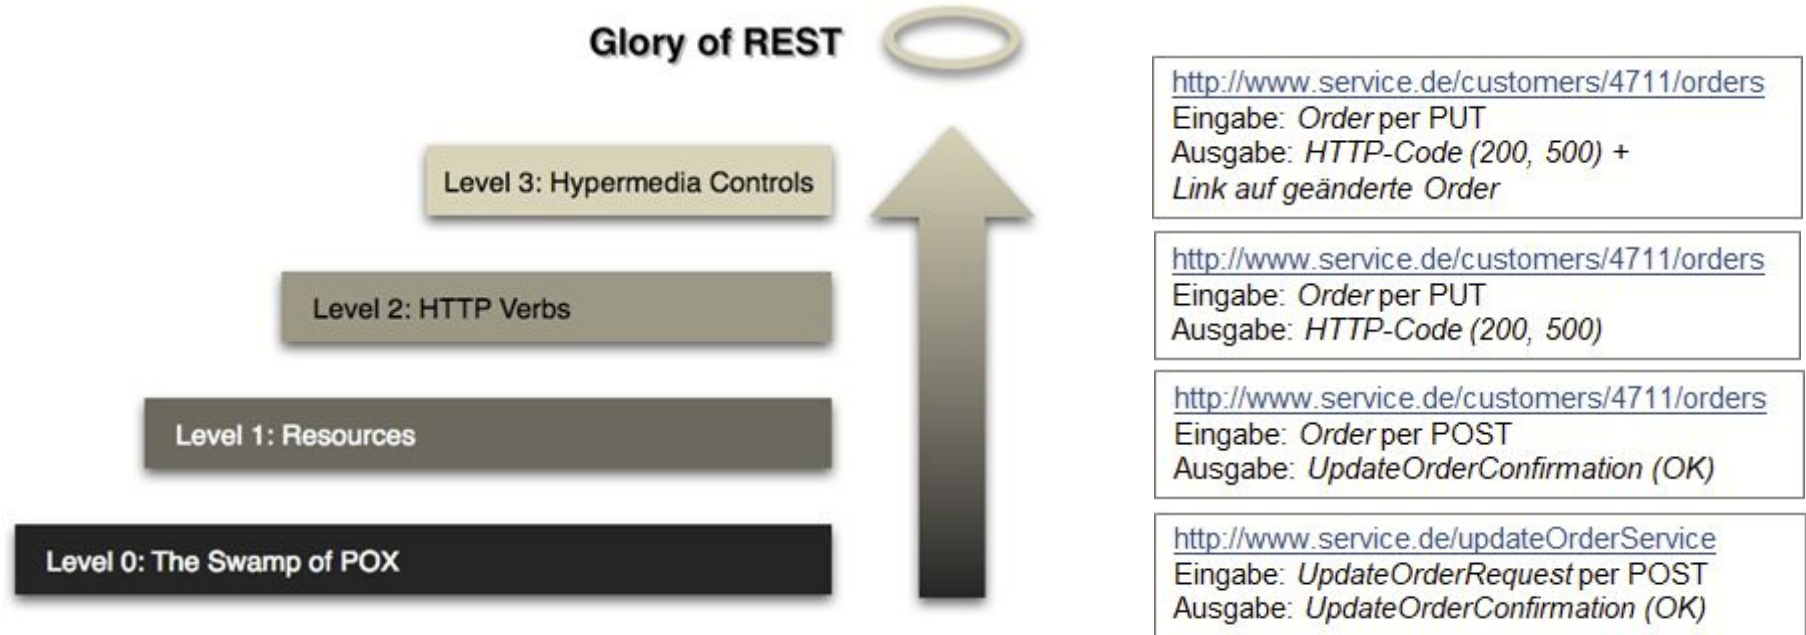 Glory of REST
Level 3: Hypermedia Controls
Level 2: HTTP Verbs
Level 1: Resources
Level 0: The Swamp of POX
http://www.service.de/customers/4711/orders
Eingabe: Order per PUT
Ausgabe: HTTP-Code (200, 500) +
Link auf geänderte Order
http://www.service.de/customers/4711/orders
Eingabe: Order per PUT
Ausgabe: HTTP-Code (200, 500)
http://www.service.de/customers/4711/orders
Eingabe: Order per POST
Ausgabe: UpdateOrderConfirmation (OK)
http://www.service.de/updateOrderService
Eingabe: UpdateOrderRequest per POST
Ausgabe: UpdateOrderConfirmation (OK)